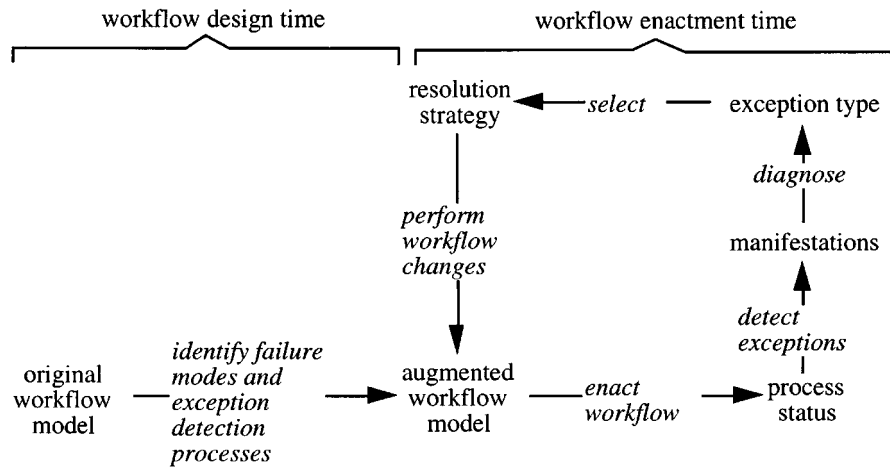 workflow design time
workflow enactment time
resolution
strategy
select
exception type
diagnose
perform
workflow
changes
manifestations
detect
exceptions
identify failure
modes and
exception
detection
processes
original
workflow
model
augmented
workflow
model
enact
workflow
process
status